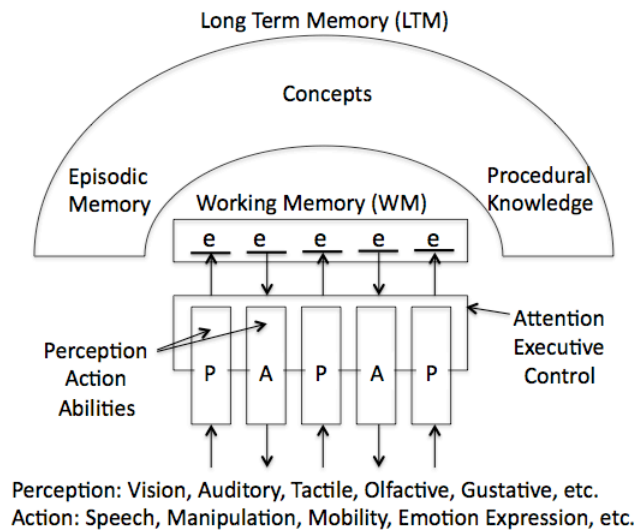 Long Term Memory (LTM)
Concepts
Episodic
Memory
Procedural
Knowledge
Working Memory (WM)
e e e e e
Perception
Action
Abilities
P A P A P
Attention
Executive
Control
Perception: Vision, Auditory, Tactile, Olfactive, Gustative, etc.
Action: Speech, Manipulation, Mobility, Emotion Expression, etc.